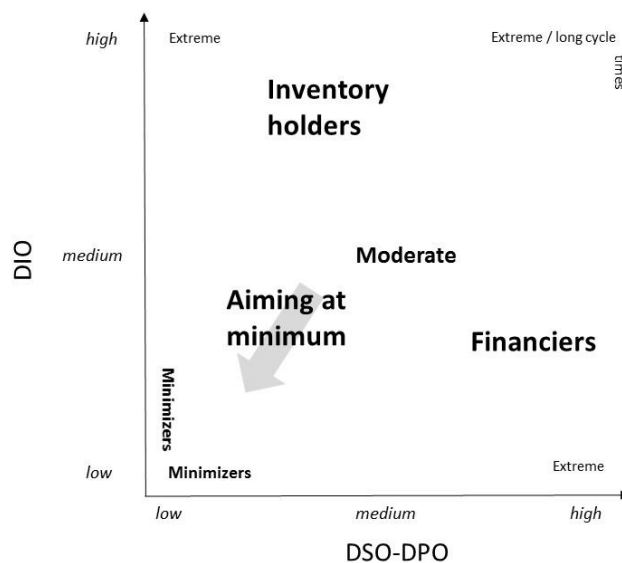 high
Extreme
Extreme / long cycle
times
Inventory
holders
DIO
medium
Moderate
Aiming at
minimum
Financiers
Minimizers
low
Minimizers
Extreme
low
medium
high
DSO-DPO